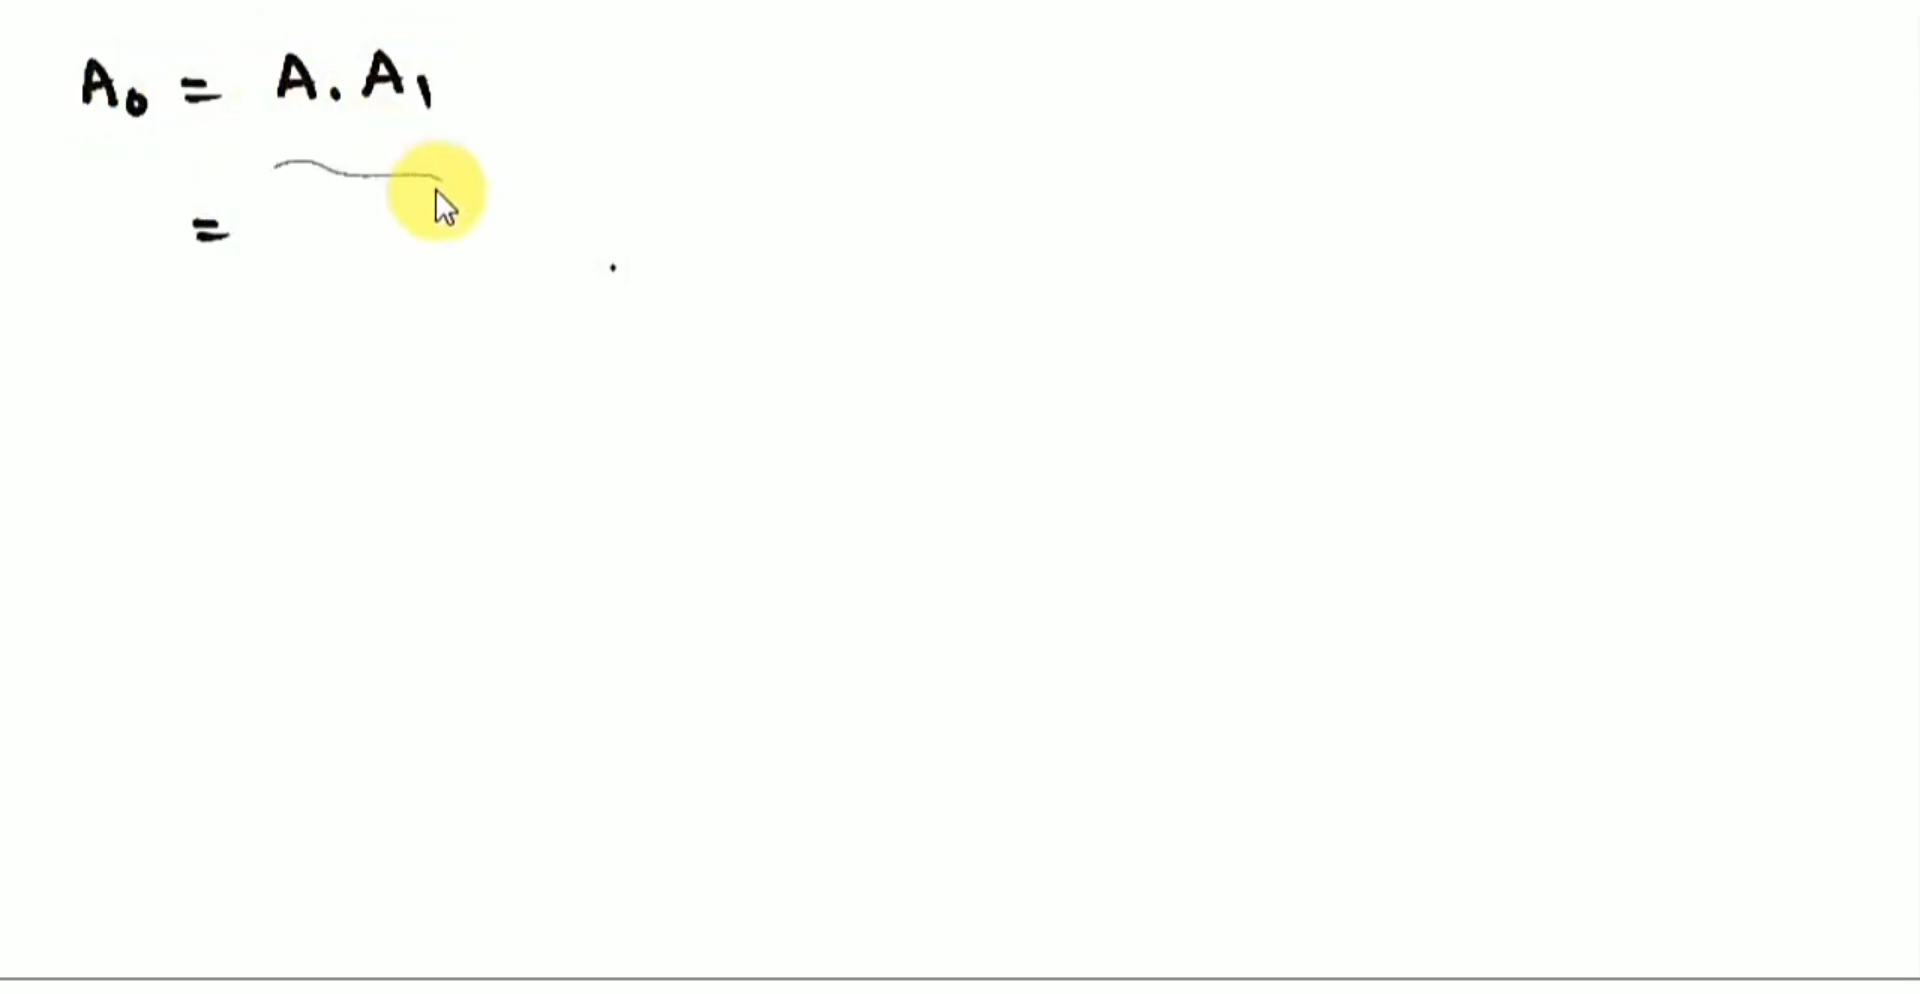 A₀ = A . A₁
=